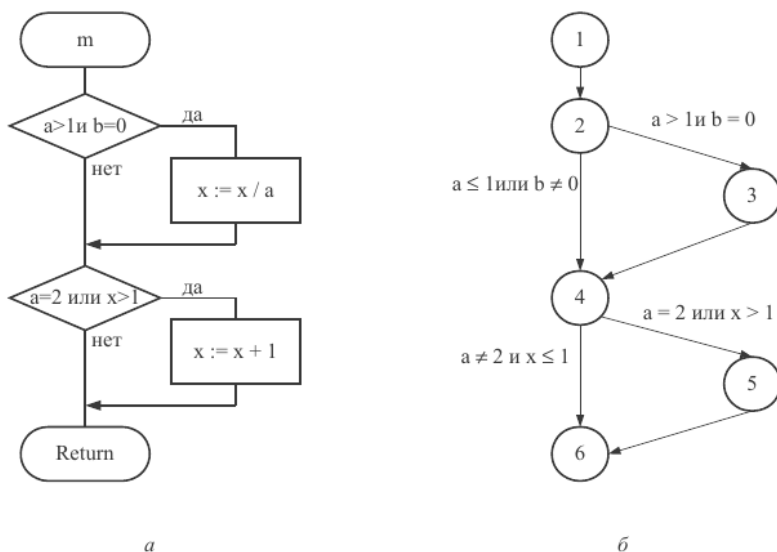 m
a>1и b=0
да
нет
x := x / a
a=2 или x>1
да
нет
x := x + 1
Return
а
1
2
a > 1и b = 0
a ≤ 1или b ≠ 0
3
4
a = 2 или x > 1
a ≠ 2 и x ≤ 1
5
6
б